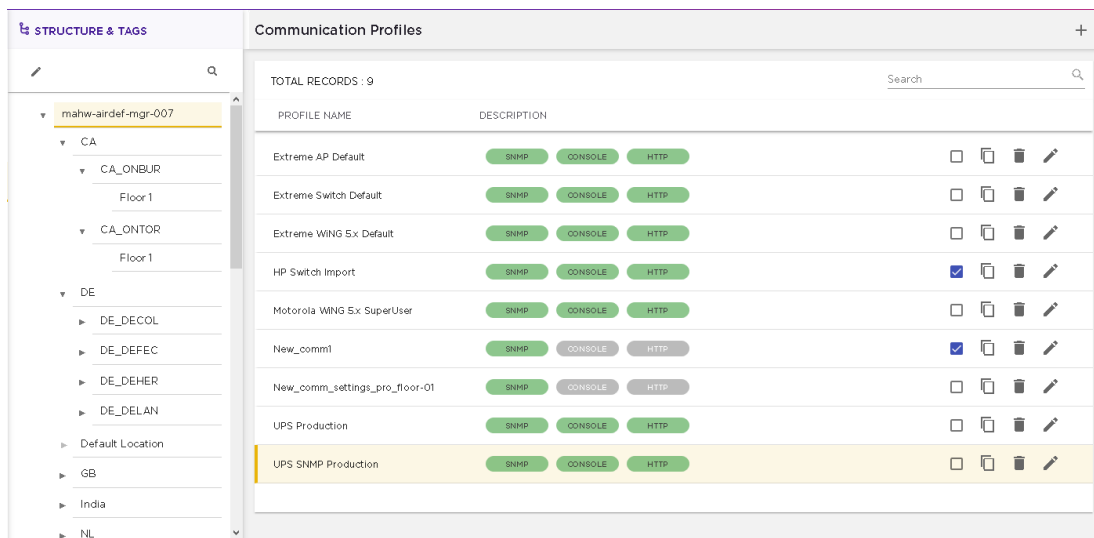 STRUCTURE & TAGS
mahw-airdef-mgr-007
CA
CA_ONBUR
Floor 1
CA_ONTOR
Floor 1
DE
DE_DECOL
DE_DEFEC
DE_DEHER
DE_DELAN
Default Location
GB
India
NL
Communication Profiles
TOTAL RECORDS : 9
Search
PROFILE NAME DESCRIPTION
Extreme AP Default SNMP CONSOLE HTTP
Extreme Switch Default SNMP CONSOLE HTTP
Extreme WiNG 5.x Default SNMP CONSOLE HTTP
HP Switch Import SNMP CONSOLE HTTP
Motorola WiNG 5.x SuperUser SNMP CONSOLE HTTP
New_comm1 SNMP CONSOLE HTTP
New_comm_settings_pro_floor-01 SNMP CONSOLE HTTP
UPS Production SNMP CONSOLE HTTP
UPS SNMP Production SNMP CONSOLE HTTP